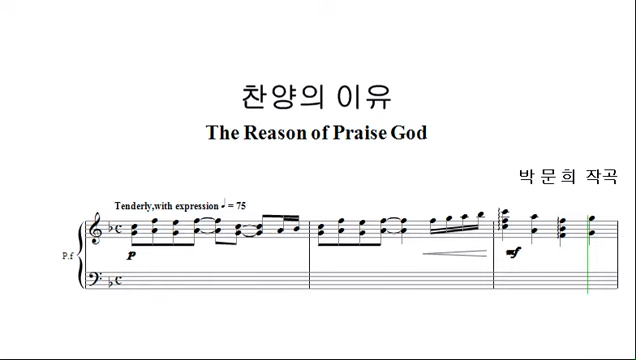 찬양의 이유
The Reason of Praise God
박 문 희 작곡
Tenderly,with expression ♩ = 75
P.f
p
mf